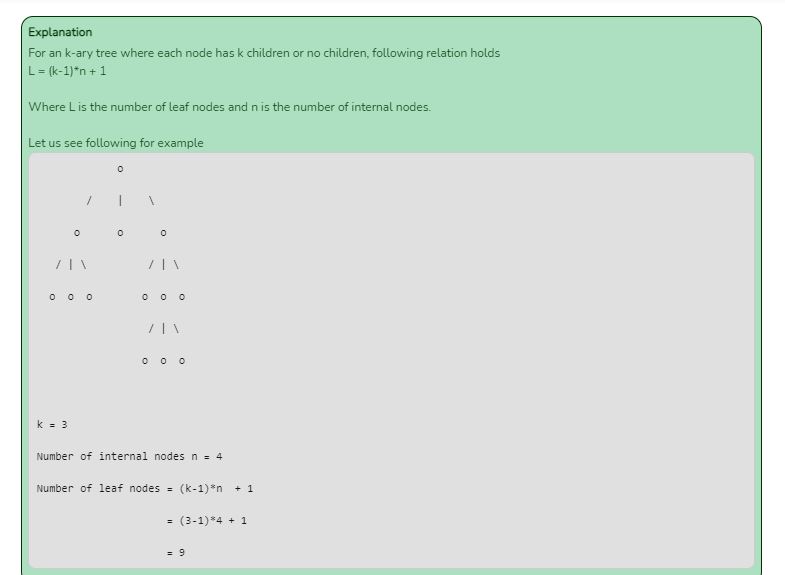 Explanation
For an k-ary tree where each node has k children or no children, following relation holds
L = (k-1)*n + 1
Where L is the number of leaf nodes and n is the number of internal nodes.
Let us see following for example
o
/ | \
o o o
/ | \ / | \
o o o o o o
/ | \
o o o
k = 3
Number of internal nodes n = 4
Number of leaf nodes = (k-1)*n + 1
= (3-1)*4 + 1
= 9